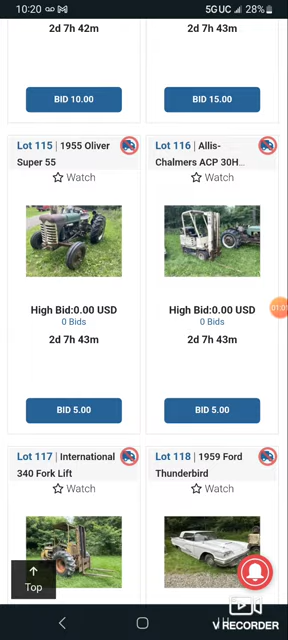 10:20
5G UC 28%
2d 7h 42m
2d 7h 43m
BID 10.00
BID 15.00
Lot 115 | 1955 Oliver
Super 55
Watch
Lot 116 | Allis-
Chalmers ACP 30H...
Watch
High Bid:0.00 USD
0 Bids
2d 7h 43m
High Bid:0.00 USD
0 Bids
2d 7h 43m
BID 5.00
BID 5.00
Lot 117 | International
340 Fork Lift
Watch
Lot 118 | 1959 Ford
Thunderbird
Watch
Top
V RECORDER